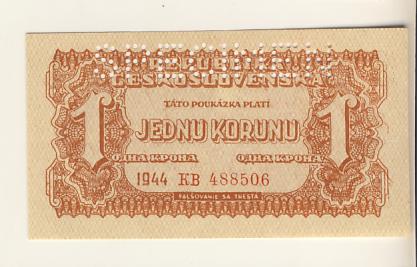 REPUBLIKA
ČESKOSLOVENSKÁ
TÁTO POUKÁZKA PLATÍ
1 JEDNU KORUNU 1
ОДНА КРОНА ОДНА КРОНА
1944 KB 488506
FALŠOVANIE SA TRESTÁ